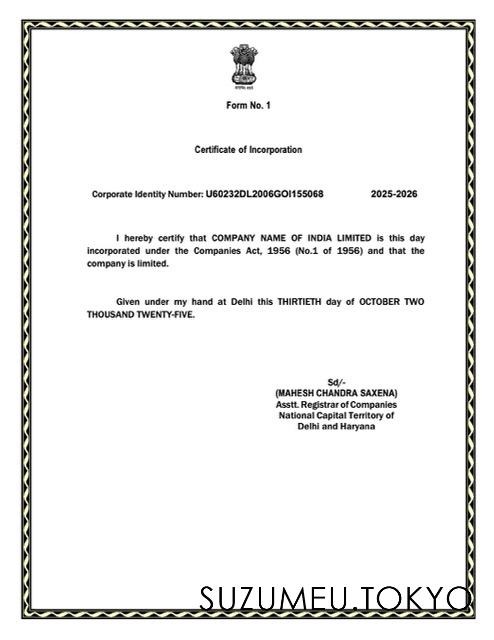 Form No. 1
Certificate of Incorporation
Corporate Identity Number: U60232DL2006GOI155068 2025-2026
I hereby certify that COMPANY NAME OF INDIA LIMITED is this day
incorporated under the Companies Act, 1956 (No.1 of 1956) and that the
company is limited.
Given under my hand at Delhi this THIRTIETH day of OCTOBER TWO
THOUSAND TWENTY-FIVE.
Sd/-
(MAHESH CHANDRA SAXENA)
Asstt. Registrar of Companies
National Capital Territory of
Delhi and Haryana
SUZUMEU.TOKYO